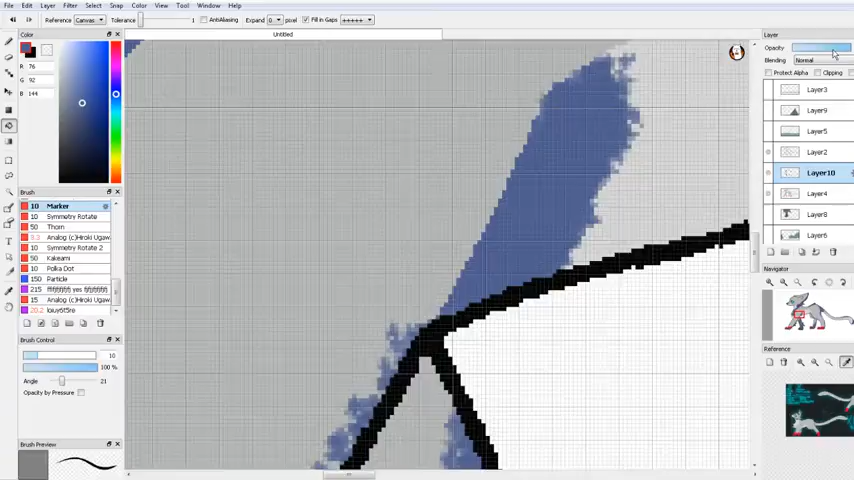 File Edit Layer Filter Select Snap Color View Tool Window Help
Reference Canvas Tolerance 1 AntiAliasing Expand 0 pixel Fill in Gaps
Untitled
Color
R 76
G 92
B 144
Brush
10 Marker
10 Symmetry Rotate
50 Thorn
Analog (c)Hiroki Ugaw
10 Symmetry Rotate 2
50 Kakeami
10 Polka Dot
150 Particle
215
15 Analog (c)Hiroki Ugaw
20.2
Brush Control
10
100 %
Angle 21
Opacity by Pressure
Brush Preview
Layer
Opacity
Blending Normal
Protect Alpha Clipping
Layer3
Layer9
Layer5
Layer2
Layer10
Layer4
Layer8
Layer6
Navigator
Reference